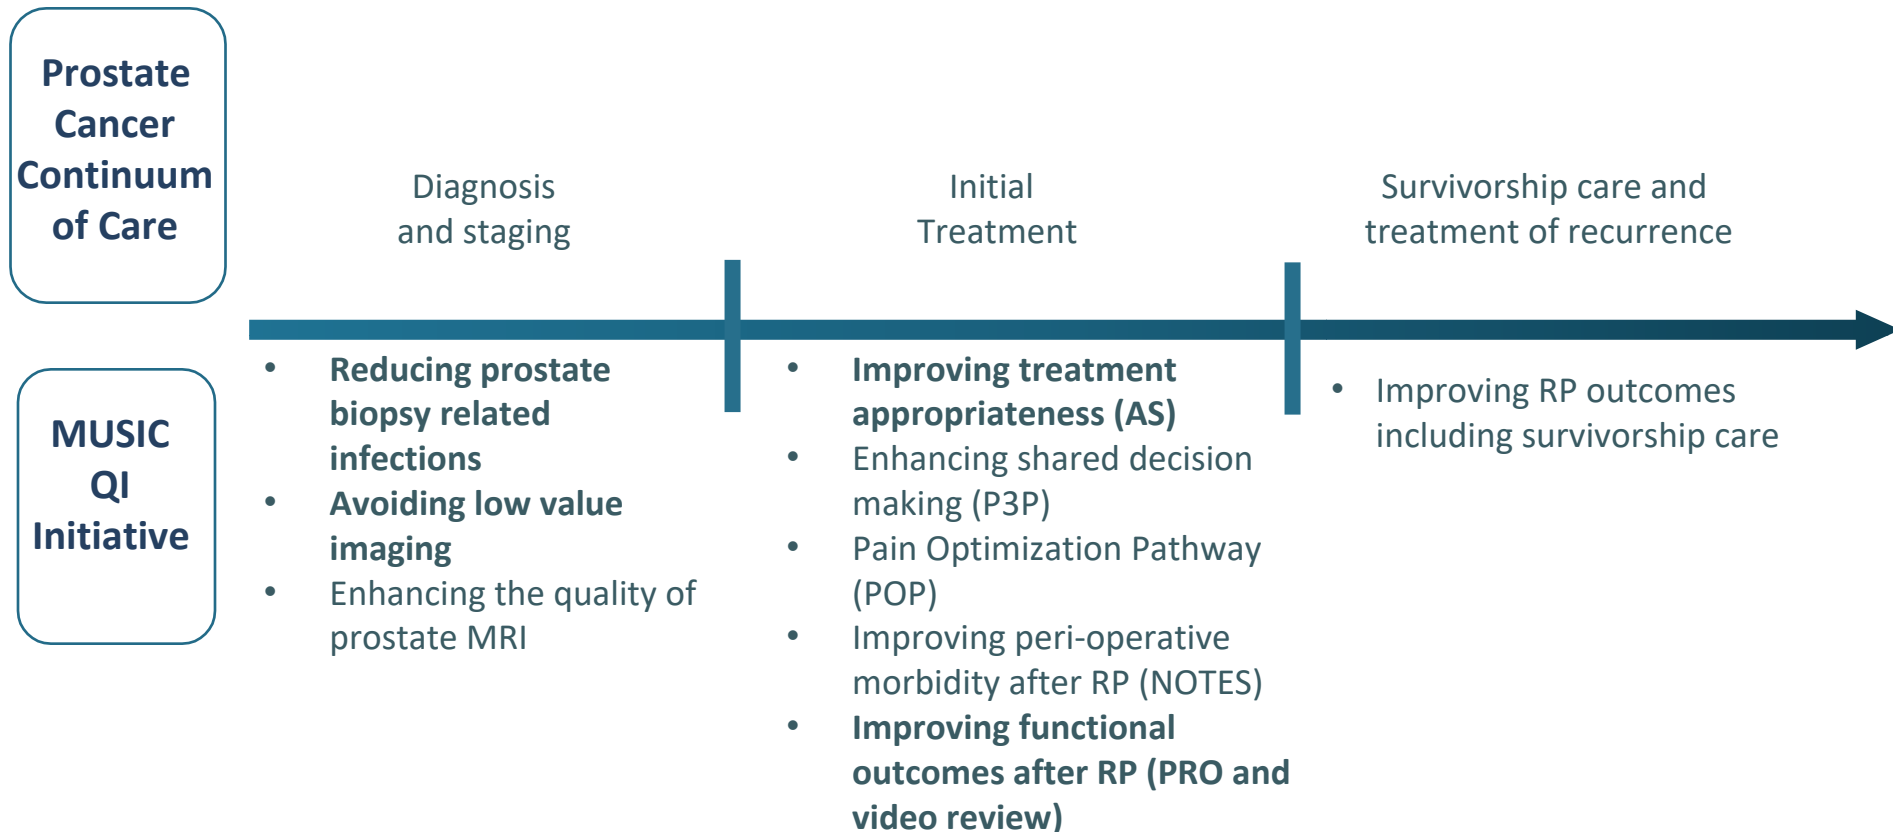 Prostate
Cancer
Continuum
of Care
Diagnosis
and staging
Initial
Treatment
Survivorship care and
treatment of recurrence
MUSIC
QI
Initiative
• Reducing prostate
biopsy related
infections
• Avoiding low value
imaging
• Enhancing the quality of
prostate MRI
• Improving treatment
appropriateness (AS)
• Enhancing shared decision
making (P3P)
• Pain Optimization Pathway
(POP)
• Improving peri-operative
morbidity after RP (NOTES)
• Improving functional
outcomes after RP (PRO and
video review)
• Improving RP outcomes
including survivorship care